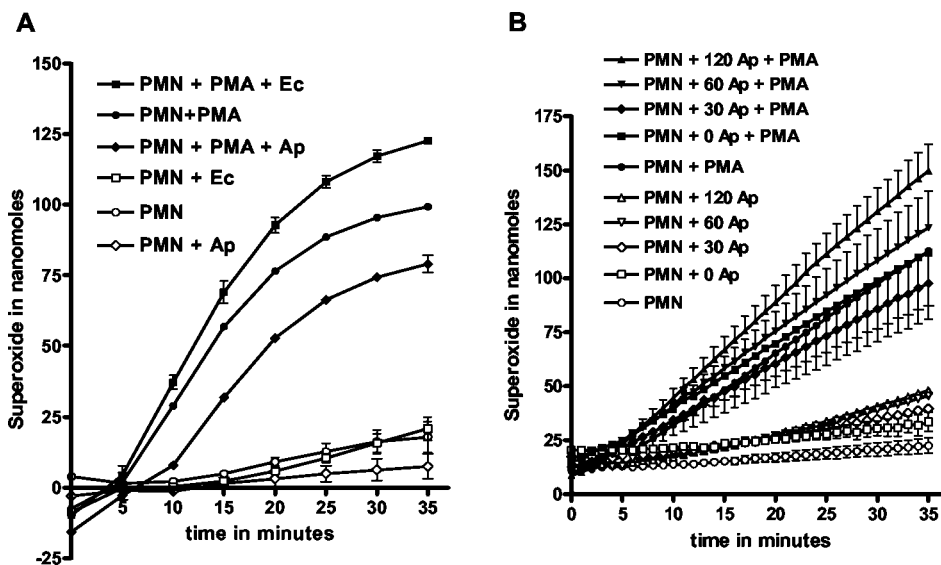 A
Superoxide in nanomoles
150
125
100
75
50
25
0
-25
PMN + PMA + Ec
PMN+PMA
PMN + PMA + Ap
PMN + Ec
PMN
PMN + Ap
5 10 15 20 25 30 35
time in minutes
B
PMN + 120 Ap + PMA
PMN + 60 Ap + PMA
PMN + 30 Ap + PMA
PMN + 0 Ap + PMA
PMN + PMA
PMN + 120 Ap
PMN + 60 Ap
PMN + 30 Ap
PMN + 0 Ap
PMN
Superoxide in nanomoles
175
150
125
100
75
50
25
0
0 5 10 15 20 25 30 35
time in minutes